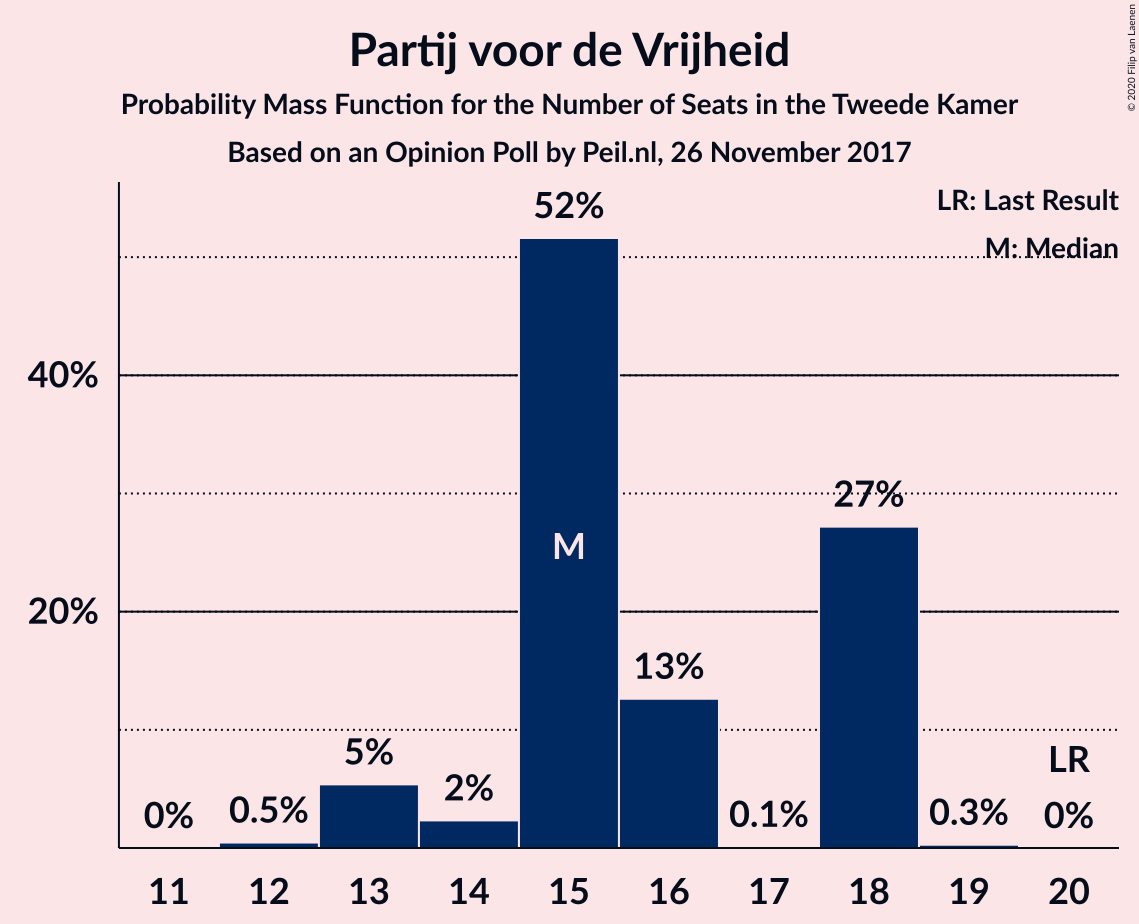 Partij voor de Vrijheid
Probability Mass Function for the Number of Seats in the Tweede Kamer
Based on an Opinion Poll by Peil.nl, 26 November 2017
© 2020 Filip van Laenen
LR: Last Result
M: Median
52%
40%
27%
M
20%
13%
5%
2%
LR
0%
0.5%
0.1%
0.3%
0%
11 12 13 14 15 16 17 18 19 20